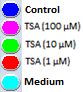 Control
TSA (100 µM)
TSA (10 µM)
TSA (1 µM)
Medium